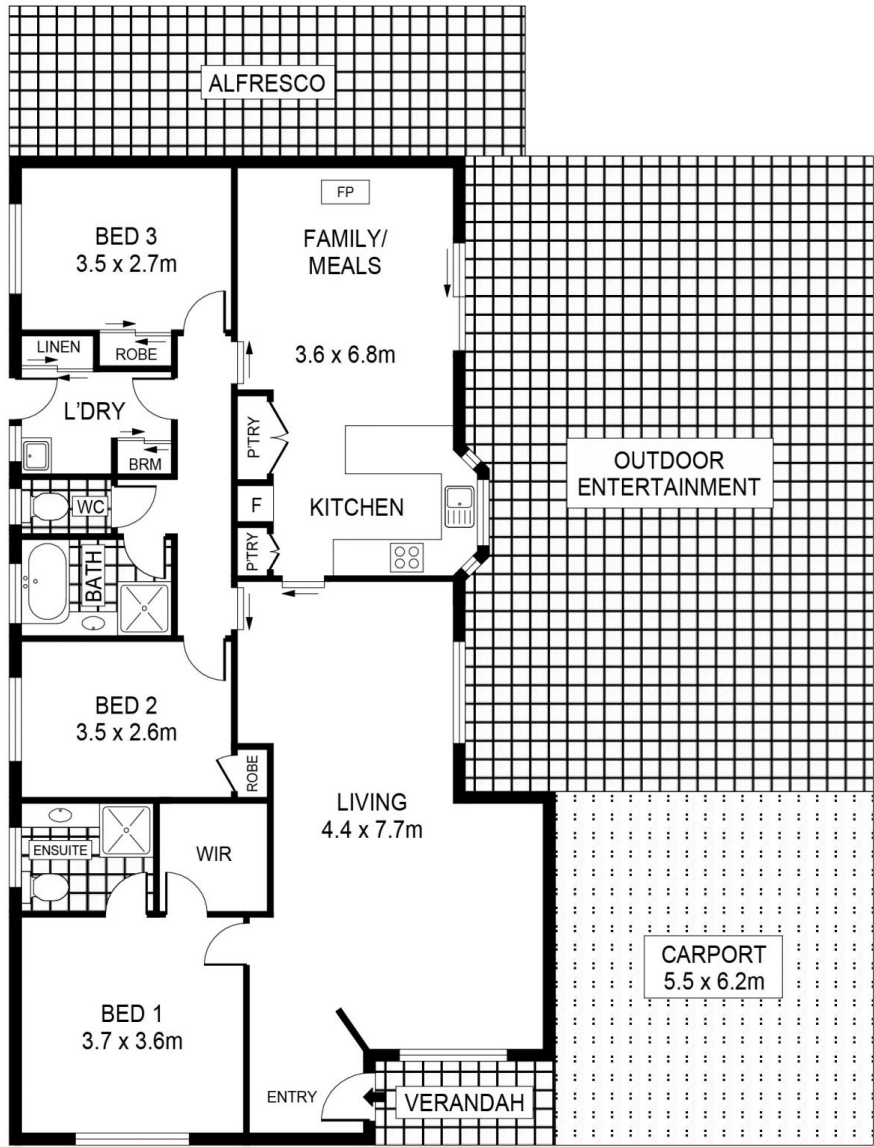 ALFRESCO
FP
BED 3
3.5 x 2.7m
FAMILY/
MEALS
LINEN
ROBE
3.6 x 6.8m
L'DRY
P'TRY
BRM
OUTDOOR
ENTERTAINMENT
WC
F
KITCHEN
BATH
P'TRY
BED 2
3.5 x 2.6m
ROBE
LIVING
4.4 x 7.7m
ENSUITE
WIR
CARPORT
5.5 x 6.2m
BED 1
3.7 x 3.6m
ENTRY
VERANDAH